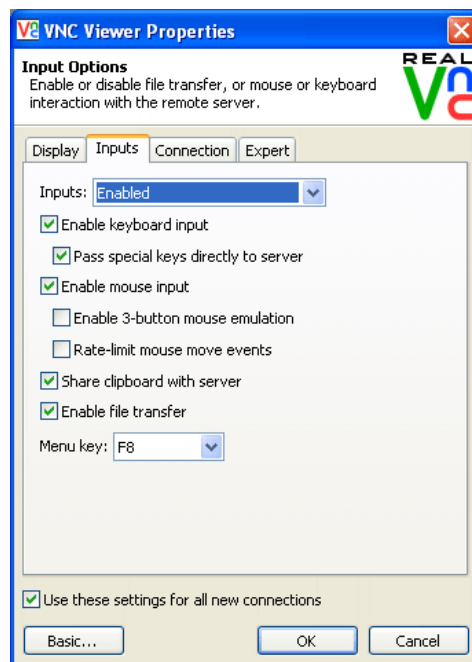 VNC Viewer Properties
Input Options
Enable or disable file transfer, or mouse or keyboard
interaction with the remote server.
REAL
Vnc
Display Inputs Connection Expert
Inputs: Enabled
Enable keyboard input
Pass special keys directly to server
Enable mouse input
Enable 3-button mouse emulation
Rate-limit mouse move events
Share clipboard with server
Enable file transfer
Menu key: F8
Use these settings for all new connections
Basic... OK Cancel